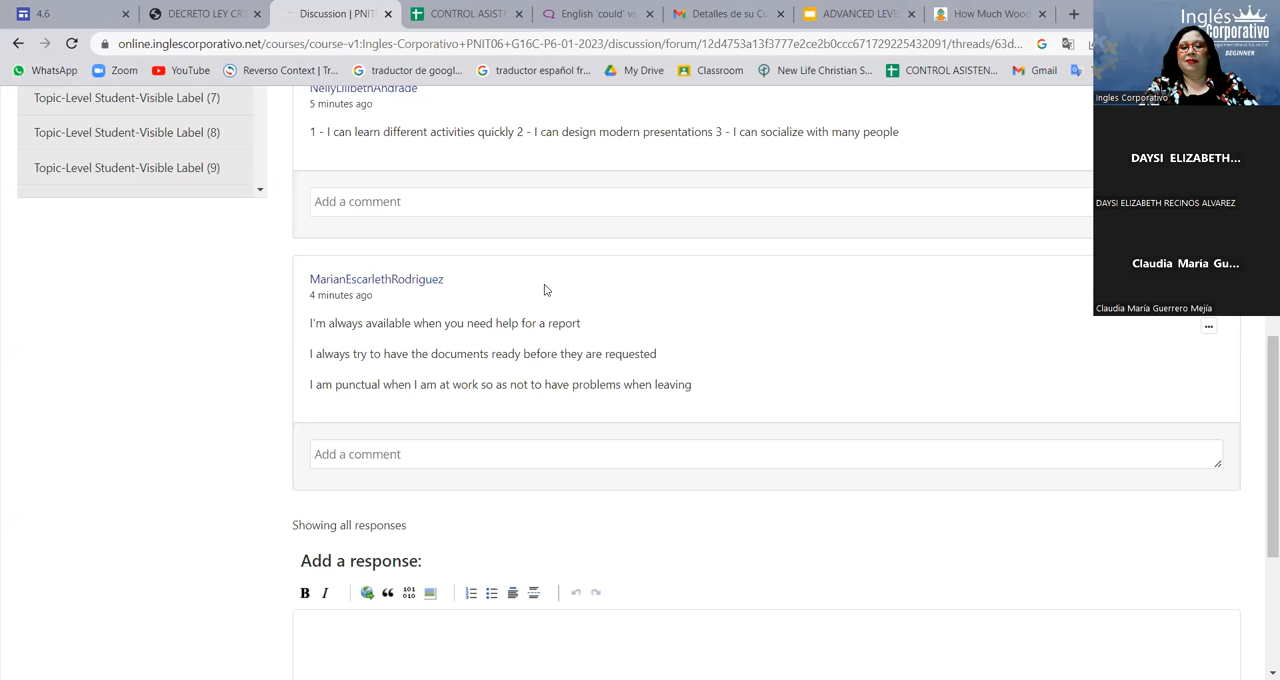 4.6
DECRETO LEY CR
Discussion | PNIT
CONTROL ASIST
English 'could' vs
Detalles de su C
ADVANCED LEVE
How Much Woo
online.inglescorporativo.net/courses/course-v1:Ingles-Corporativo+PNIT09+G16C-P6-01-2023/discussion/forum/12d4753a13f3777e2ce2b0ccc671729225432091/threads/63d...
WhatsApp
Zoom
YouTube
Reverso Context | Tr...
traductor de googl...
traductor español fr...
My Drive
Classroom
New Life Christian S...
CONTROL ASISTEN...
Gmail
Inglés
Corporativo
BEGINNER
Ingles Corporativo
Topic-Level Student-Visible Label (7)
Topic-Level Student-Visible Label (8)
Topic-Level Student-Visible Label (9)
NellyLilibethAndrade
5 minutes ago
1 - I can learn different activities quickly 2 - I can design modern presentations 3 - I can socialize with many people
Add a comment
DAYSI ELIZABETH...
DAYSI ELIZABETH RECINOS ALVAREZ
Claudia María Gu...
Claudia María Guerrero Mejía
MarianEscarlethRodriguez
4 minutes ago
I'm always available when you need help for a report
I always try to have the documents ready before they are requested
I am punctual when I am at work so as not to have problems when leaving
Add a comment
Showing all responses
Add a response:
B I